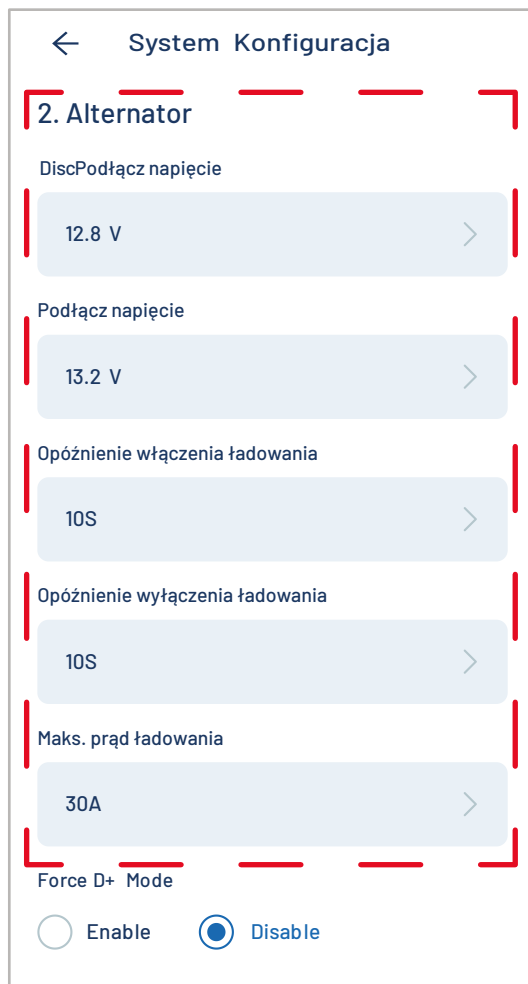 System Konfiguracja
2. Alternator
DiscPodłącz napięcie
12.8 V
Podłącz napięcie
13.2 V
Opóźnienie włączenia ładowania
10S
Opóźnienie wyłączenia ładowania
10S
Maks. prąd ładowania
30A
Force D+ Mode
Enable Disable